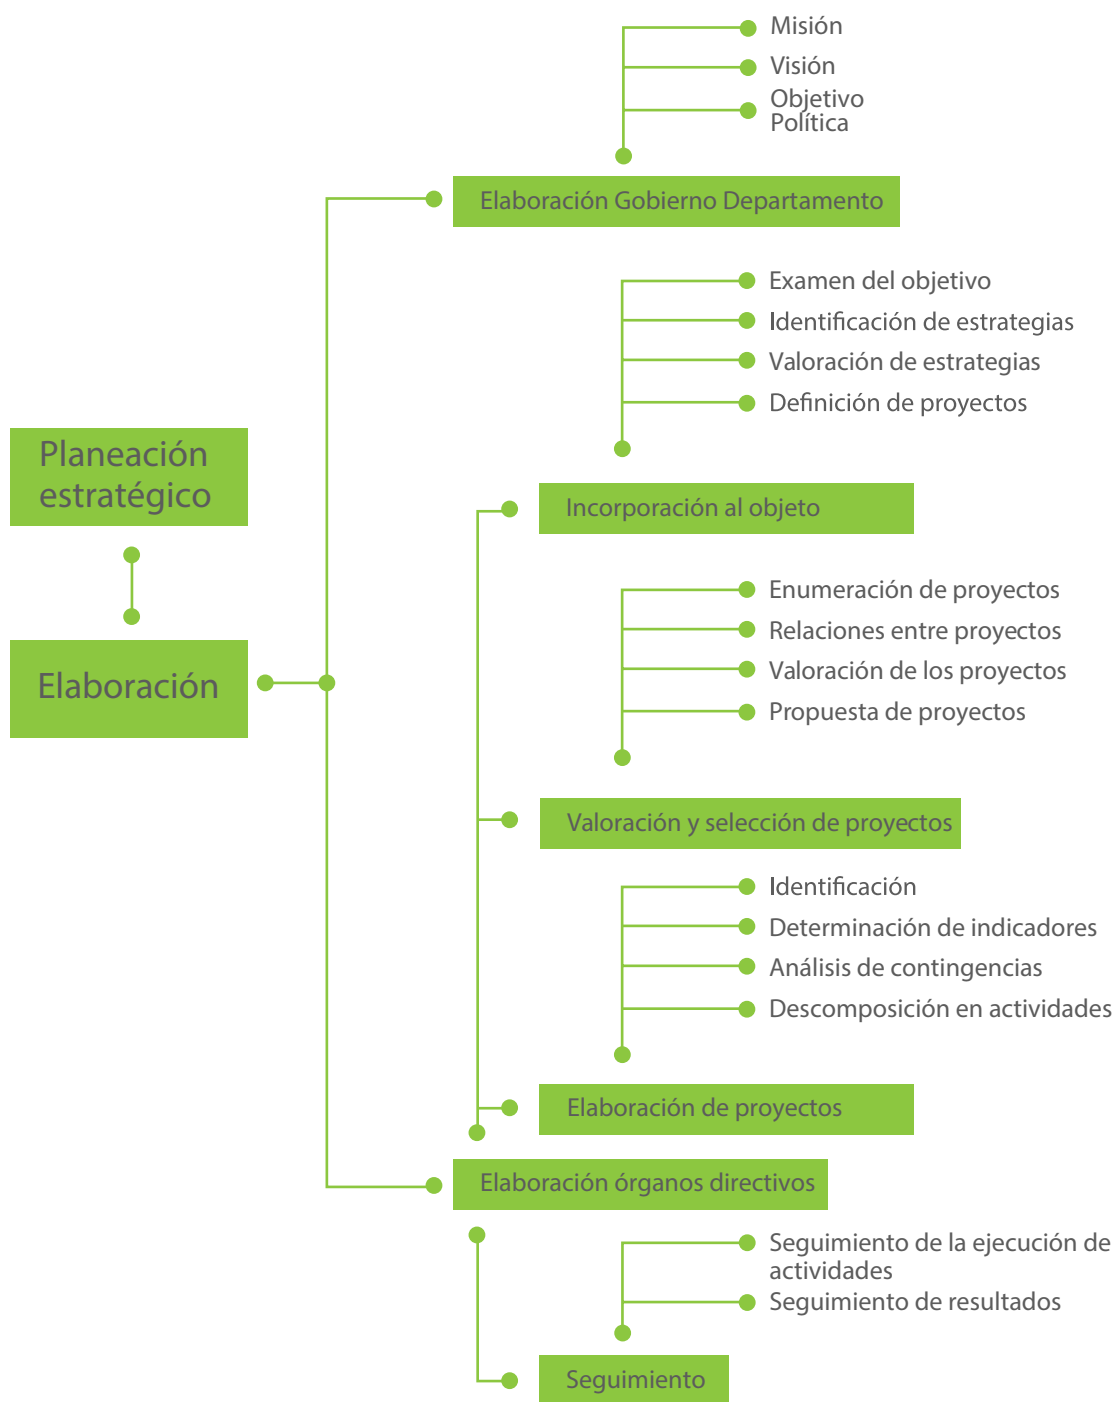 Misión
Visión
Objetivo
Política
Elaboración Gobierno Departamento
Examen del objetivo
Identificación de estrategias
Valoración de estrategias
Definición de proyectos
Planeación
estratégico
Incorporación al objeto
Enumeración de proyectos
Relaciones entre proyectos
Elaboración
Valoración de los proyectos
Propuesta de proyectos
Valoración y selección de proyectos
Identificación
Determinación de indicadores
Análisis de contingencias
Descomposición en actividades
Elaboración de proyectos
Elaboración órganos directivos
Seguimiento de la ejecución de
actividades
Seguimiento de resultados
Seguimiento